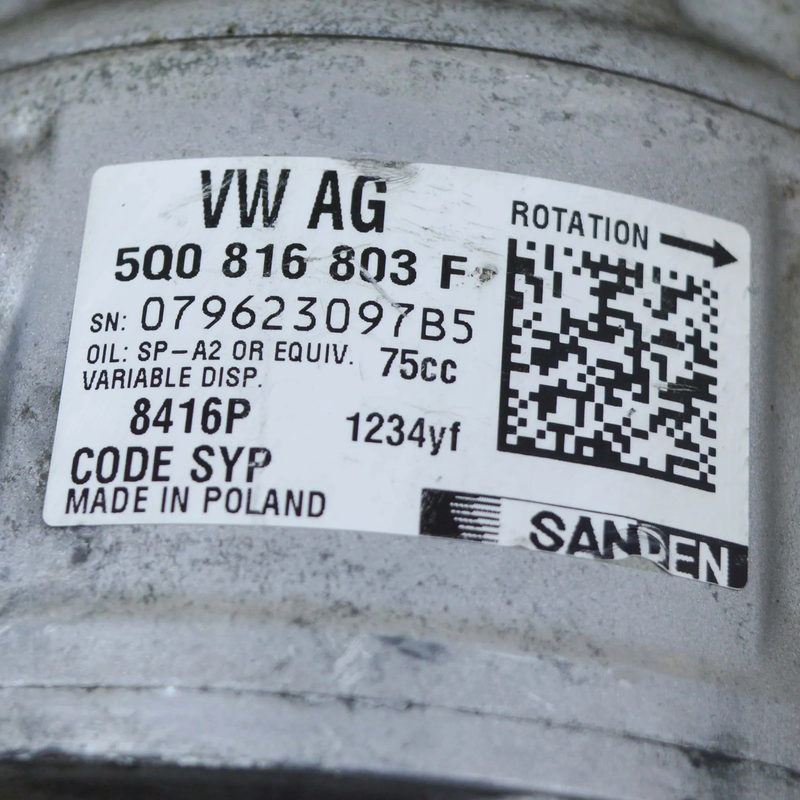 VW AG
5Q0 816 803 F
SN: 079623097B5
OIL: SP-A2 OR EQUIV. 75cc
VARIABLE DISP.
8416P 1234yf
CODE SYP
MADE IN POLAND
ROTATION
SANDEN